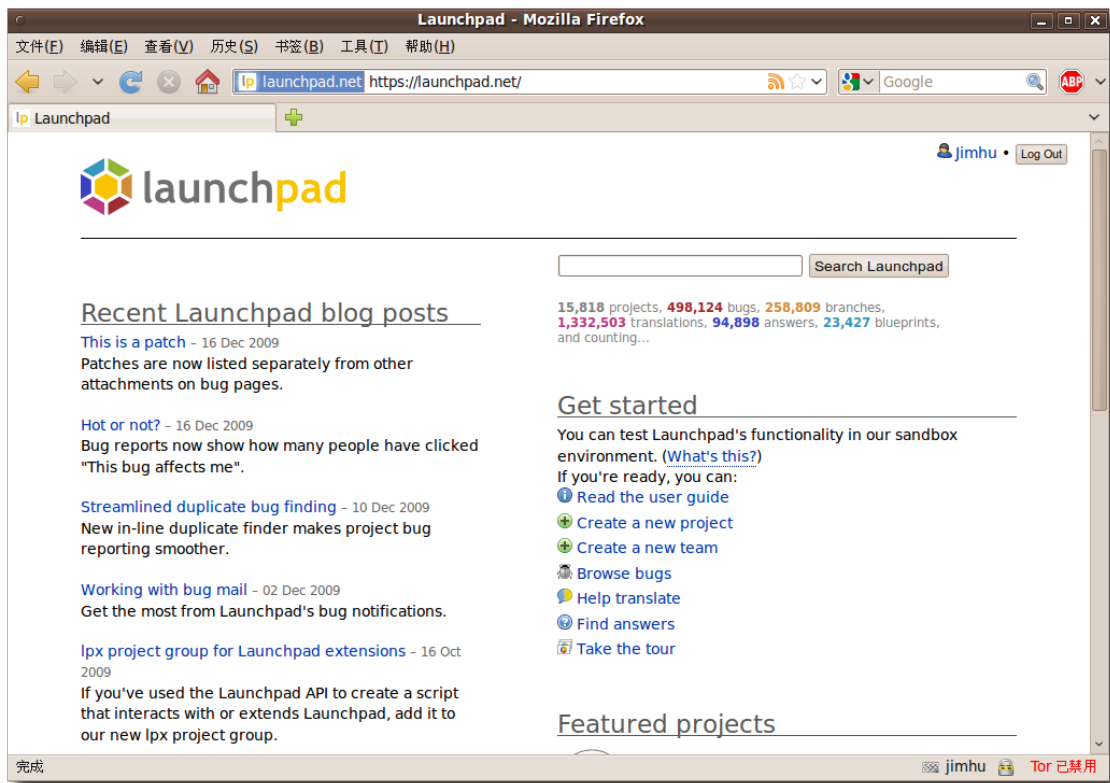 Launchpad - Mozilla Firefox
文件(F) 编辑(E) 查看(V) 历史(S) 书签(B) 工具(T) 帮助(H)
lp launchpad.net https://launchpad.net/ Google ABP
lp Launchpad
Jimhu • Log Out
launchpad
Search Launchpad
Recent Launchpad blog posts
This is a patch – 16 Dec 2009
Patches are now listed separately from other
attachments on bug pages.
Hot or not? – 16 Dec 2009
Bug reports now show how many people have clicked
"This bug affects me".
Streamlined duplicate bug finding – 10 Dec 2009
New in-line duplicate finder makes project bug
reporting smoother.
Working with bug mail – 02 Dec 2009
Get the most from Launchpad's bug notifications.
lpx project group for Launchpad extensions – 16 Oct
2009
If you've used the Launchpad API to create a script
that interacts with or extends Launchpad, add it to
our new lpx project group.
15,818 projects, 498,124 bugs, 258,809 branches,
1,332,503 translations, 94,898 answers, 23,427 blueprints,
and counting...
Get started
You can test Launchpad's functionality in our sandbox
environment. (What's this?)
If you're ready, you can:
Read the user guide
Create a new project
Create a new team
Browse bugs
Help translate
Find answers
Take the tour
Featured projects
完成 jimhu Tor 已禁用